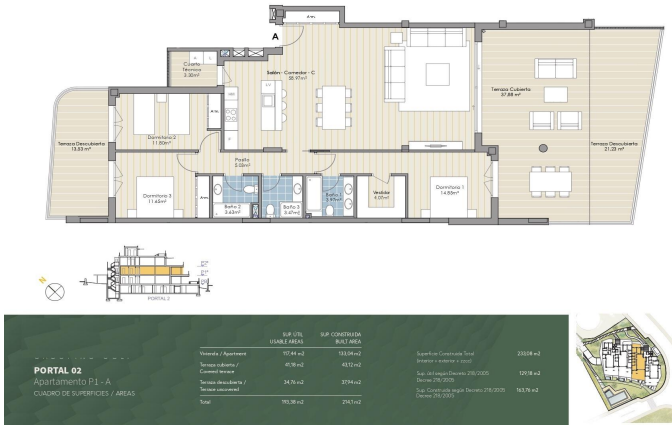 Arm.
A
Cuarto
Técnico
3.30m²
Salón - Comedor - C
58.97m²
Terraza Cubierta
37,88 m²
LV
Arm.
Dormitorio 2
11.80m²
Terraza Descubierta
13,53 m²
Terraza Descubierta
21,23 m²
Pasillo
5.05m²
Dormitorio 3
11.45m²
Arm.
Baño 2
3.63m²
Baño 3
3.47m²
Baño 1
Vestidor
4.07m²
Dormitorio 1
14.88m²
N
PORTAL 2
PORTAL 02
Apartamento P.1 - A
CUADRO DE SUPERFICIES / AREAS
SUP. ÚTIL
USABLE AREAS
SUP. CONSTRUIDA
BUILT AREA
Vivienda / Apartment 117,44 m2 133,04 m2
Terraza cubierta /
Covered terrace 41,18 m2 43,12 m2
Terraza descubierta /
Terrace uncovered 34,76 m2 37,94 m2
Total 193,38 m2 214,1 m2
Superficie Construida Total
(interior + exterior + zzcc) 233,08 m2
Sup. útil según Decreto 218/2005
Decree 218/2005 129,18 m2
Sup. Construida según Decreto 218/2005
Decree 218/2005 163,76 m2